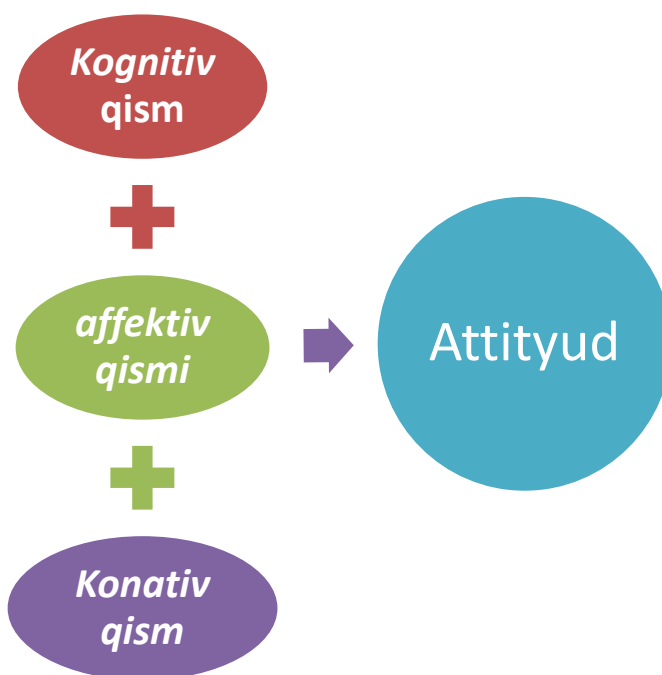 Kognitiv
qism
affektiv
qismi
Attityud
Konativ
qism